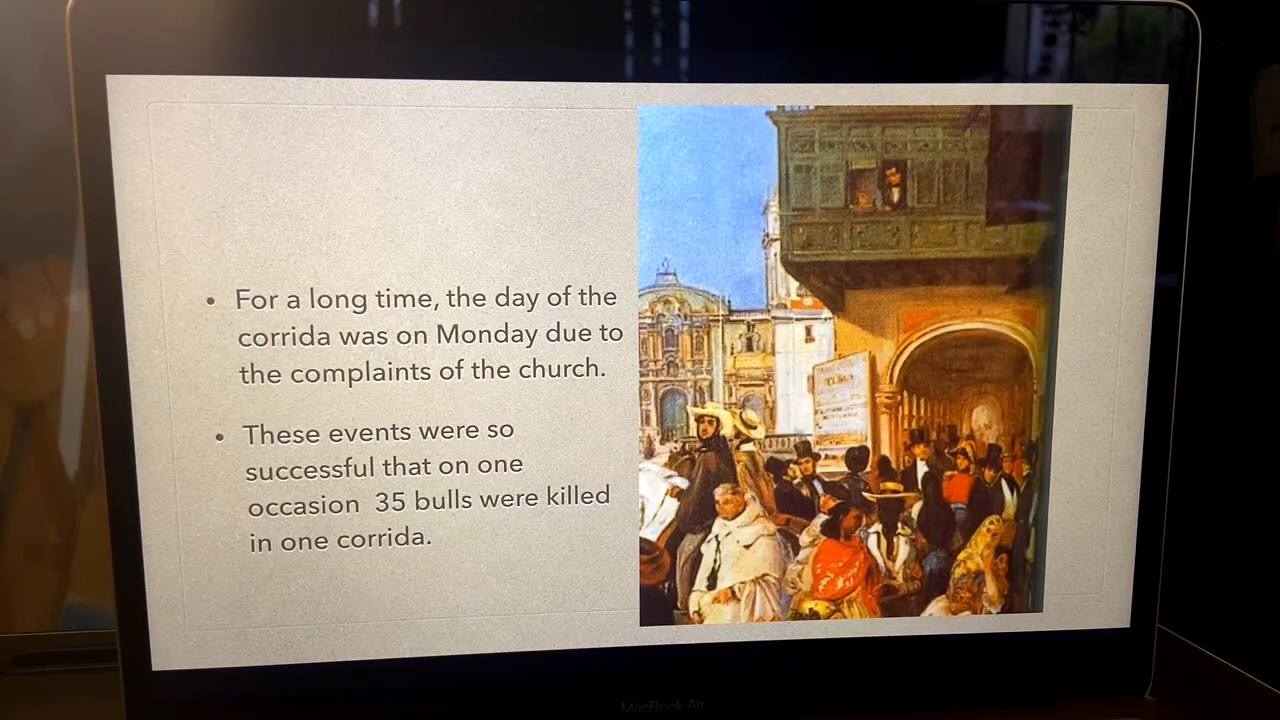 For a long time, the day of the
corrida was on Monday due to
the complaints of the church.
These events were so
successful that on one
occasion 35 bulls were killed
in one corrida.
MacBook Air